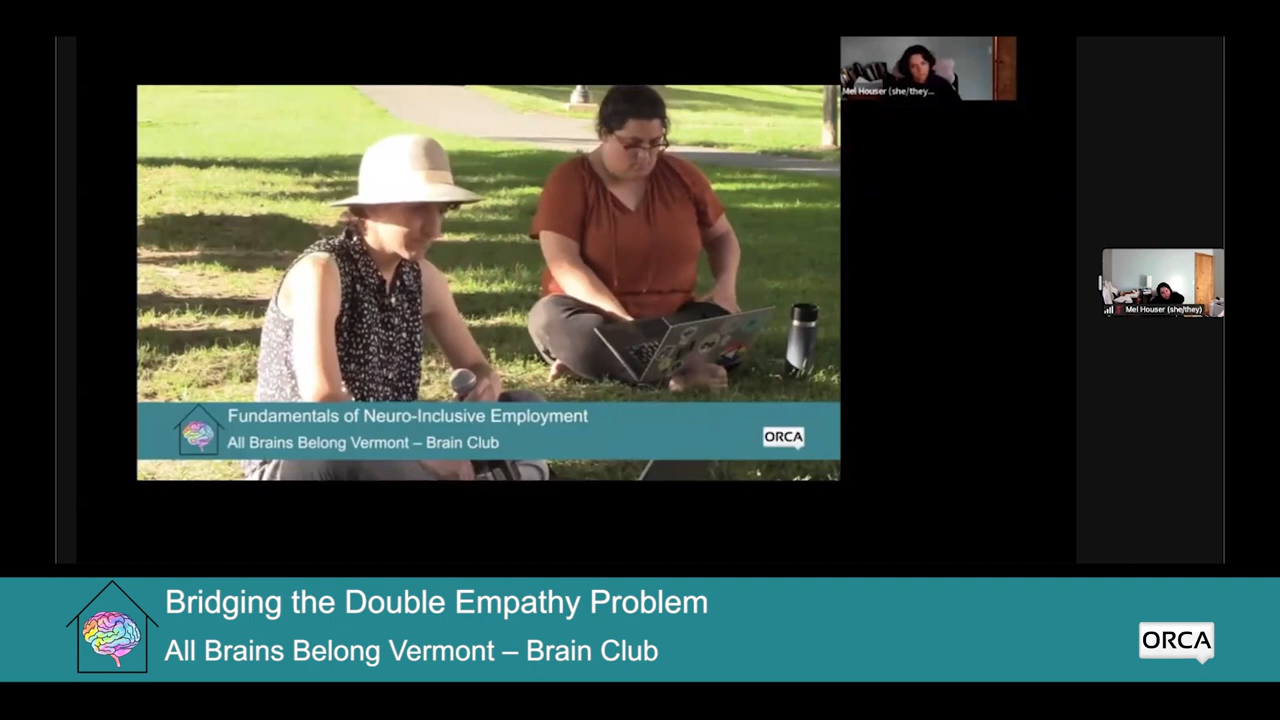 Mel Houser (she/they...
Mel Houser (she/they)
Fundamentals of Neuro-Inclusive Employment
All Brains Belong Vermont – Brain Club
ORCA
Bridging the Double Empathy Problem
All Brains Belong Vermont – Brain Club
ORCA